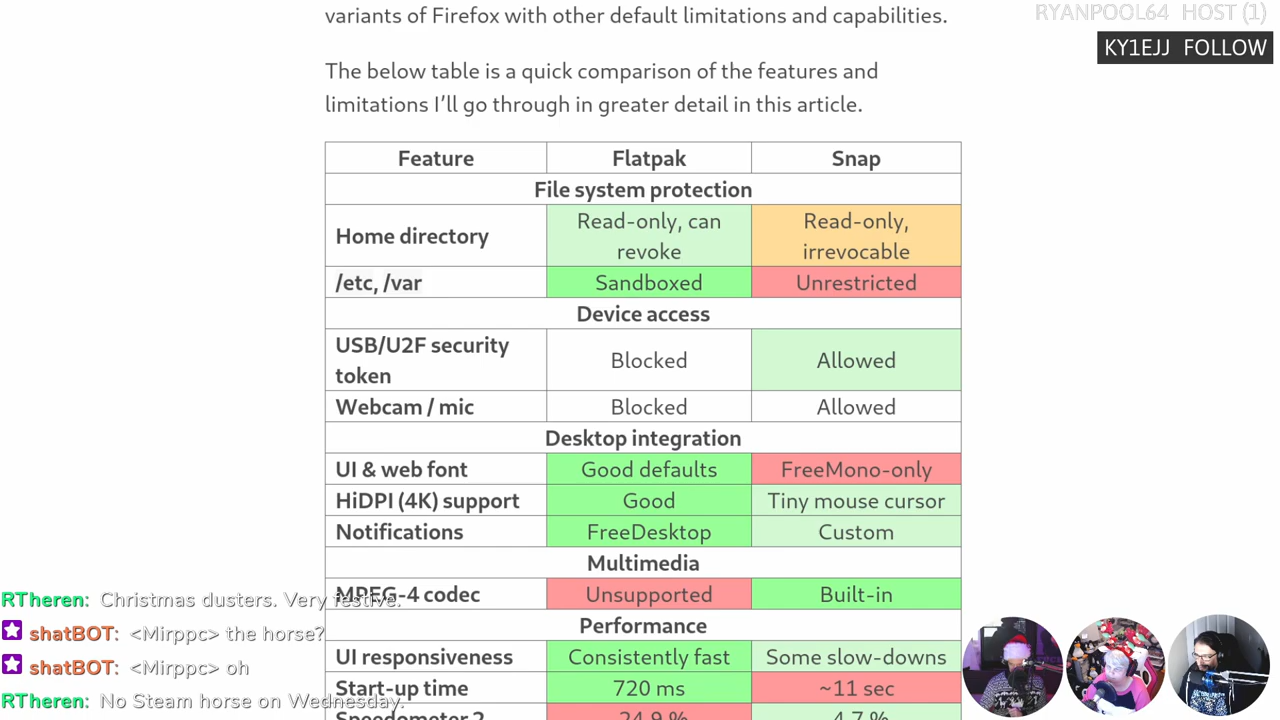 variants of Firefox with other default limitations and capabilities.
RYANPOOL64 HOST (1)
KY1EJJ FOLLOW
The below table is a quick comparison of the features and
limitations I’ll go through in greater detail in this article.
Feature Flatpak Snap
File system protection
Home directory
Read-only, can
revoke
Read-only,
irrevocable
/etc, /var Sandboxed Unrestricted
Device access
USB/U2F security
token
Blocked Allowed
Webcam / mic Blocked Allowed
Desktop integration
UI & web font Good defaults FreeMono-only
HiDPI (4K) support Good Tiny mouse cursor
Notifications FreeDesktop Custom
Multimedia
MPEG-4 codec Unsupported Built-in
Performance
UI responsiveness Consistently fast Some slow-downs
Start-up time 720 ms ~11 sec
Speedometer 2 24.9 % 4.7 %
RTheren: Christmas dusters. Very festive.
shatBOT: <Mirppc> the horse?
shatBOT: <Mirppc> oh
RTheren: No Steam horse on Wednesday.